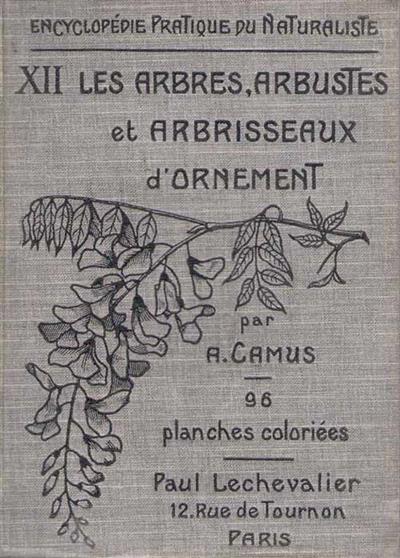 ENCYCLOPÉDIE PRATIQUE DU NATURALISTE
XII LES ARBRES, ARBUSTES
et ARBRISSEAUX
d'ORNEMENT
par
A. CAMUS
96
planches coloriées
Paul Lechevalier
12. Rue de Tournon
PARIS